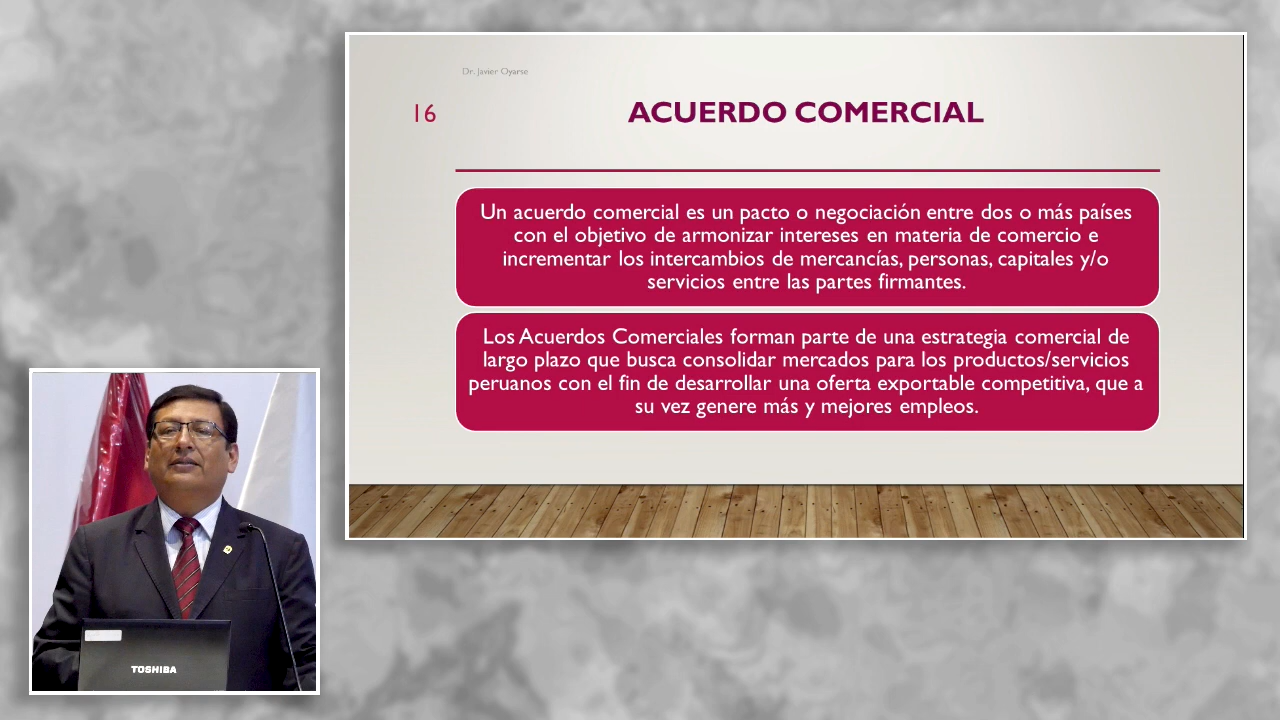 Dr. Javier Oyarse
16
ACUERDO COMERCIAL
Un acuerdo comercial es un pacto o negociación entre dos o más países
con el objetivo de armonizar intereses en materia de comercio e
incrementar los intercambios de mercancías, personas, capitales y/o
servicios entre las partes firmantes.
Los Acuerdos Comerciales forman parte de una estrategia comercial de
largo plazo que busca consolidar mercados para los productos/servicios
peruanos con el fin de desarrollar una oferta exportable competitiva, que a
su vez genere más y mejores empleos.
TOSHIBA